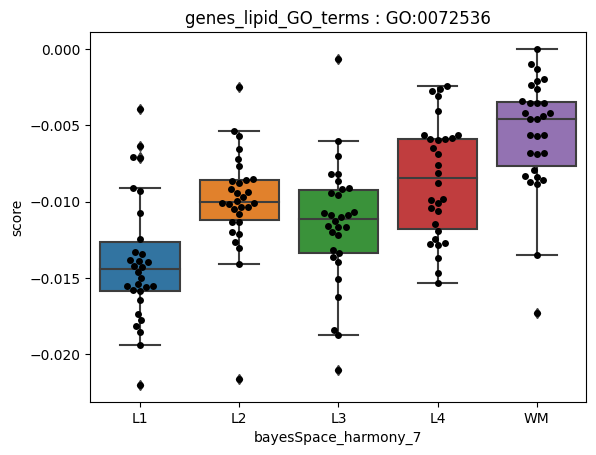 genes_lipid_GO_terms : GO:0072536
0.000
−0.005
−0.010
−0.015
−0.020
score
L1 L2 L3 L4 WM
bayesSpace_harmony_7